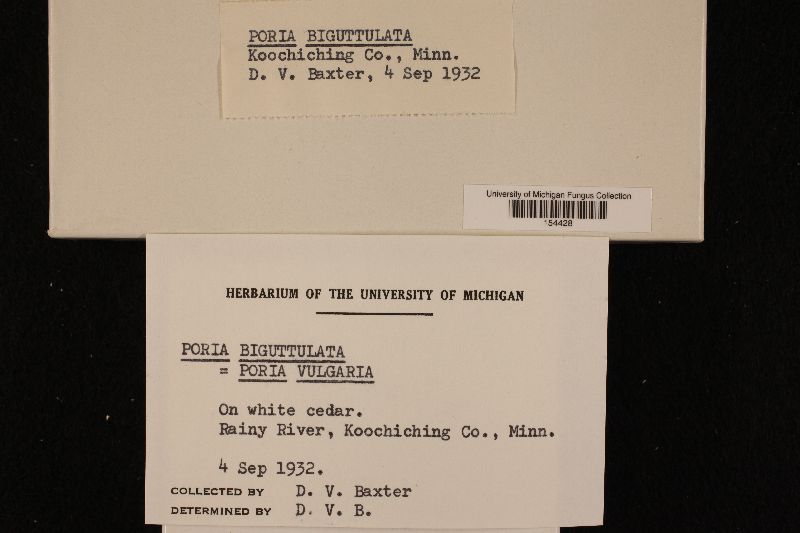 PORIA BIGUTTULATA
Koochiching Co., Minn.
D. V. Baxter, 4 Sep 1932
University of Michigan Fungus Collection
154428
HERBARIUM OF THE UNIVERSITY OF MICHIGAN
PORIA BIGUTTULATA
= PORIA VULGARIA
On white cedar.
Rainy River, Koochiching Co., Minn.
4 Sep 1932.
COLLECTED BY D. V. Baxter
DETERMINED BY D. V. B.